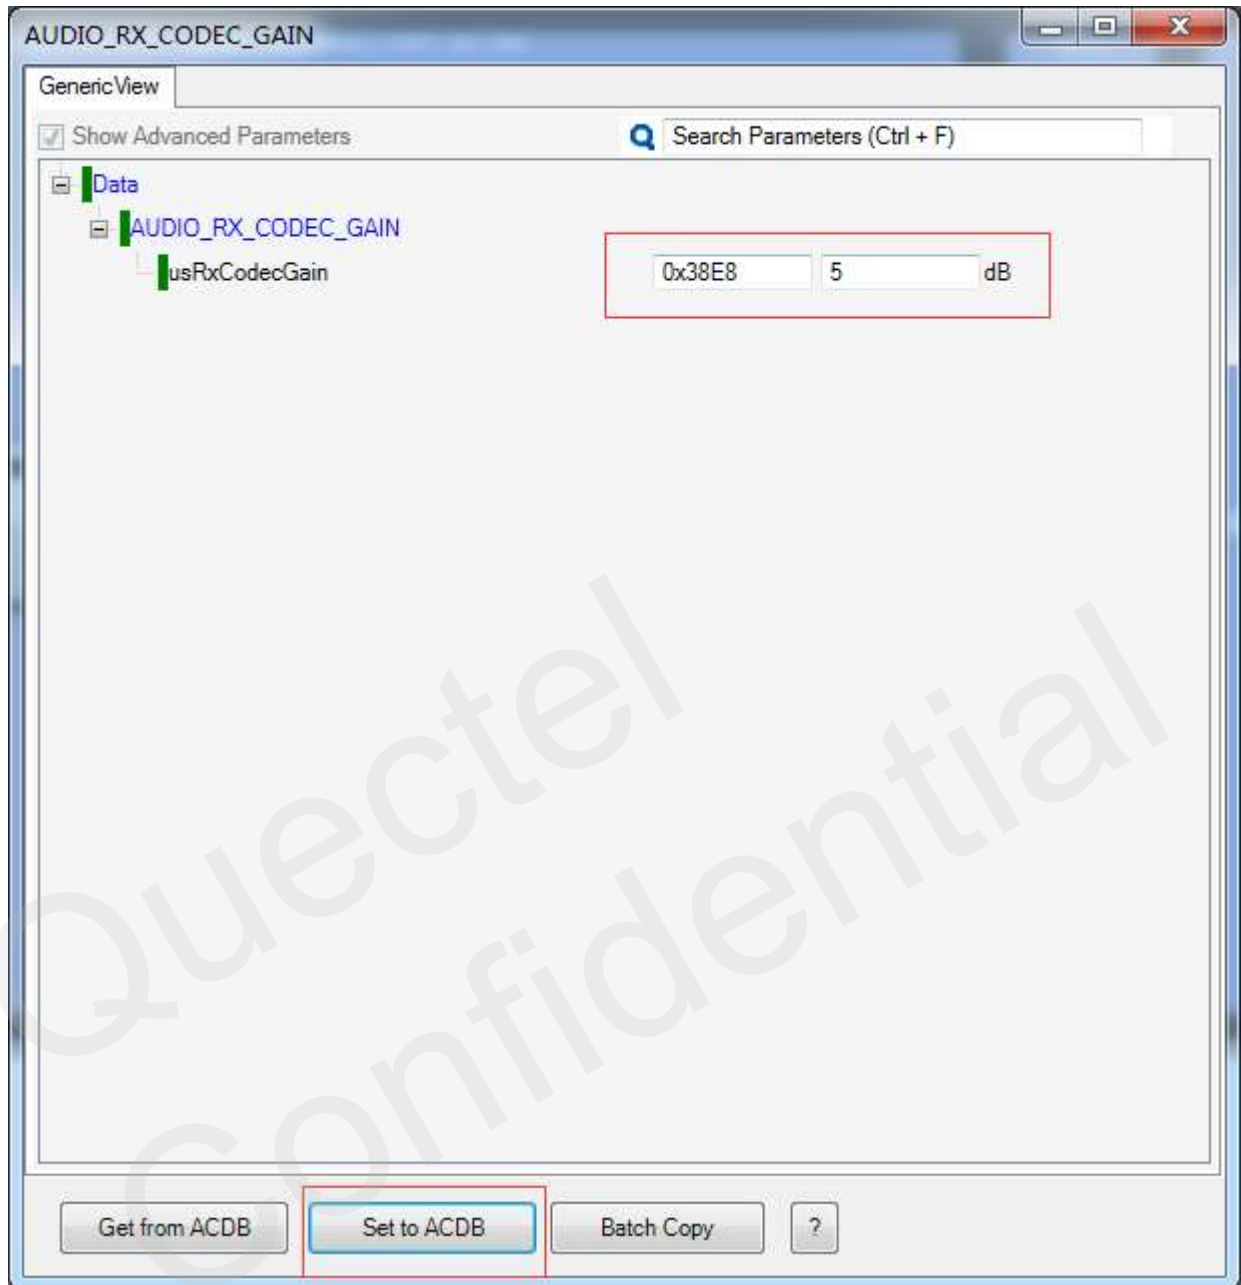 AUDIO_RX_CODEC_GAIN
GenericView
Show Advanced Parameters
Search Parameters (Ctrl + F)
Data
AUDIO_RX_CODEC_GAIN
usRxCodecGain 0x38E8 5 dB
Quectel
Confidential
Get from ACDB Set to ACDB Batch Copy ?